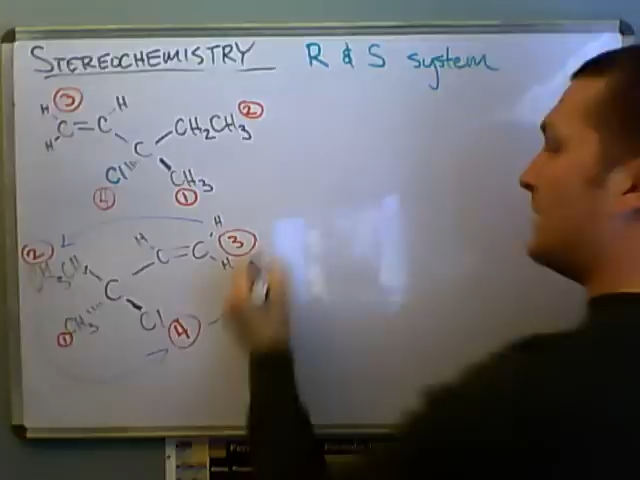 STEREOCHEMISTRY R & S system
H 3 H
C=C CH2CH3 2
H C
Cl CH3
4 1
H
2 H C=C 3
H
C
CH3 Cl 4
1